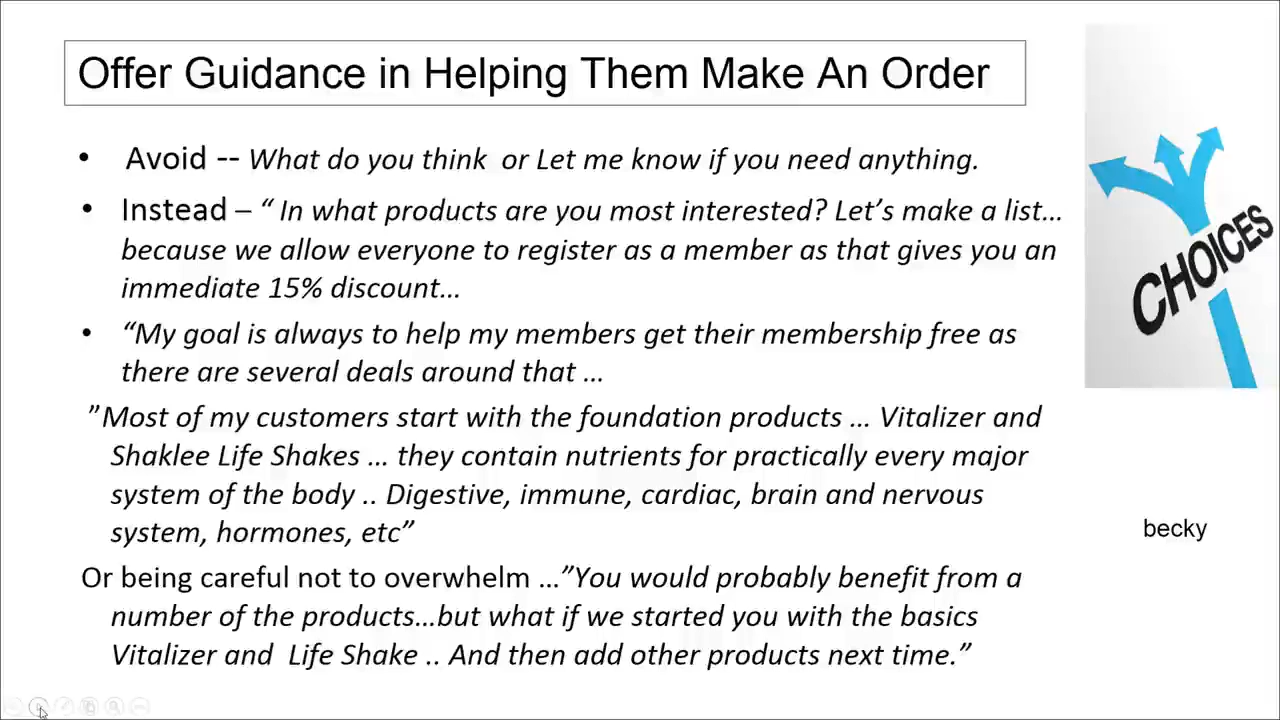 Offer Guidance in Helping Them Make An Order
• Avoid -- What do you think  or Let me know if you need anything.
• Instead – “ In what products are you most interested? Let’s make a list…
because we allow everyone to register as a member as that gives you an
immediate 15% discount…
• “My goal is always to help my members get their membership free as
there are several deals around that …
”Most of my customers start with the foundation products … Vitalizer and
Shaklee Life Shakes … they contain nutrients for practically every major
system of the body .. Digestive, immune, cardiac, brain and nervous
system, hormones, etc”
Or being careful not to overwhelm …”You would probably benefit from a
number of the products…but what if we started you with the basics
Vitalizer and  Life Shake .. And then add other products next time.”
CHOICES
becky